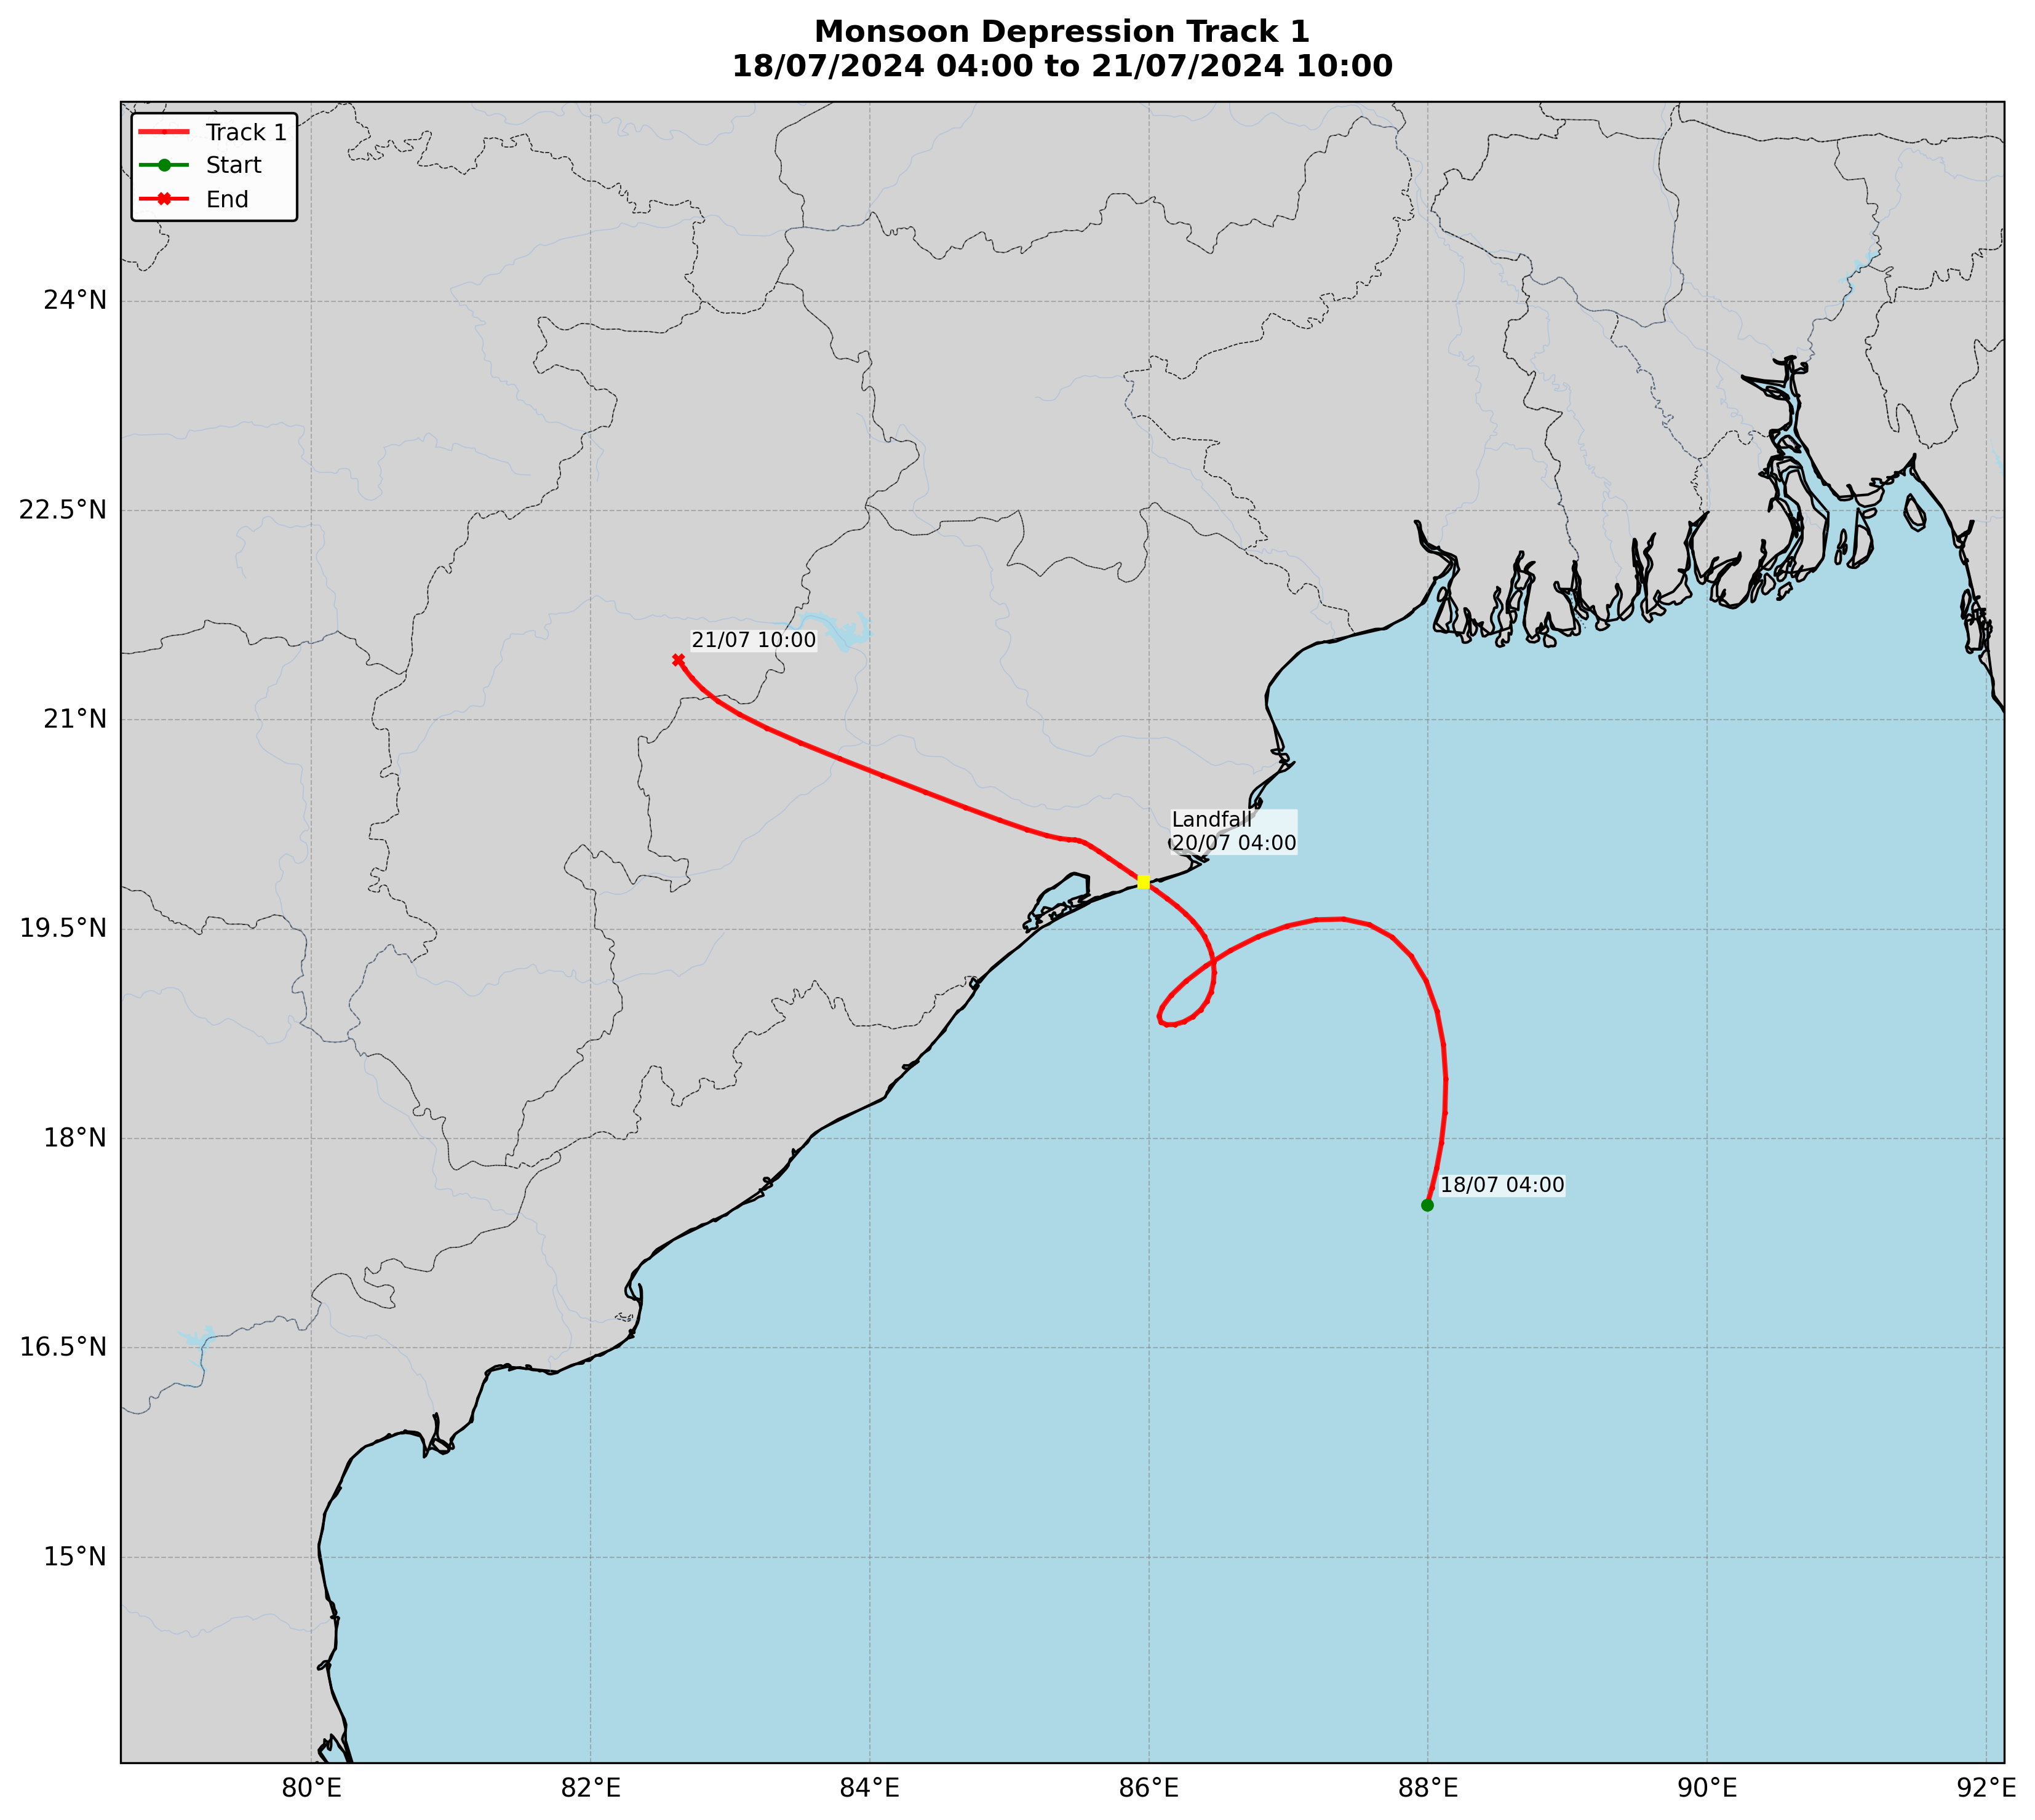 Monsoon Depression Track 1
18/07/2024 04:00 to 21/07/2024 10:00
Track 1
Start
End
24°N
22.5°N
21°N
19.5°N
18°N
16.5°N
15°N
21/07 10:00
Landfall
20/07 04:00
18/07 04:00
80°E
82°E
84°E
86°E
88°E
90°E
92°E